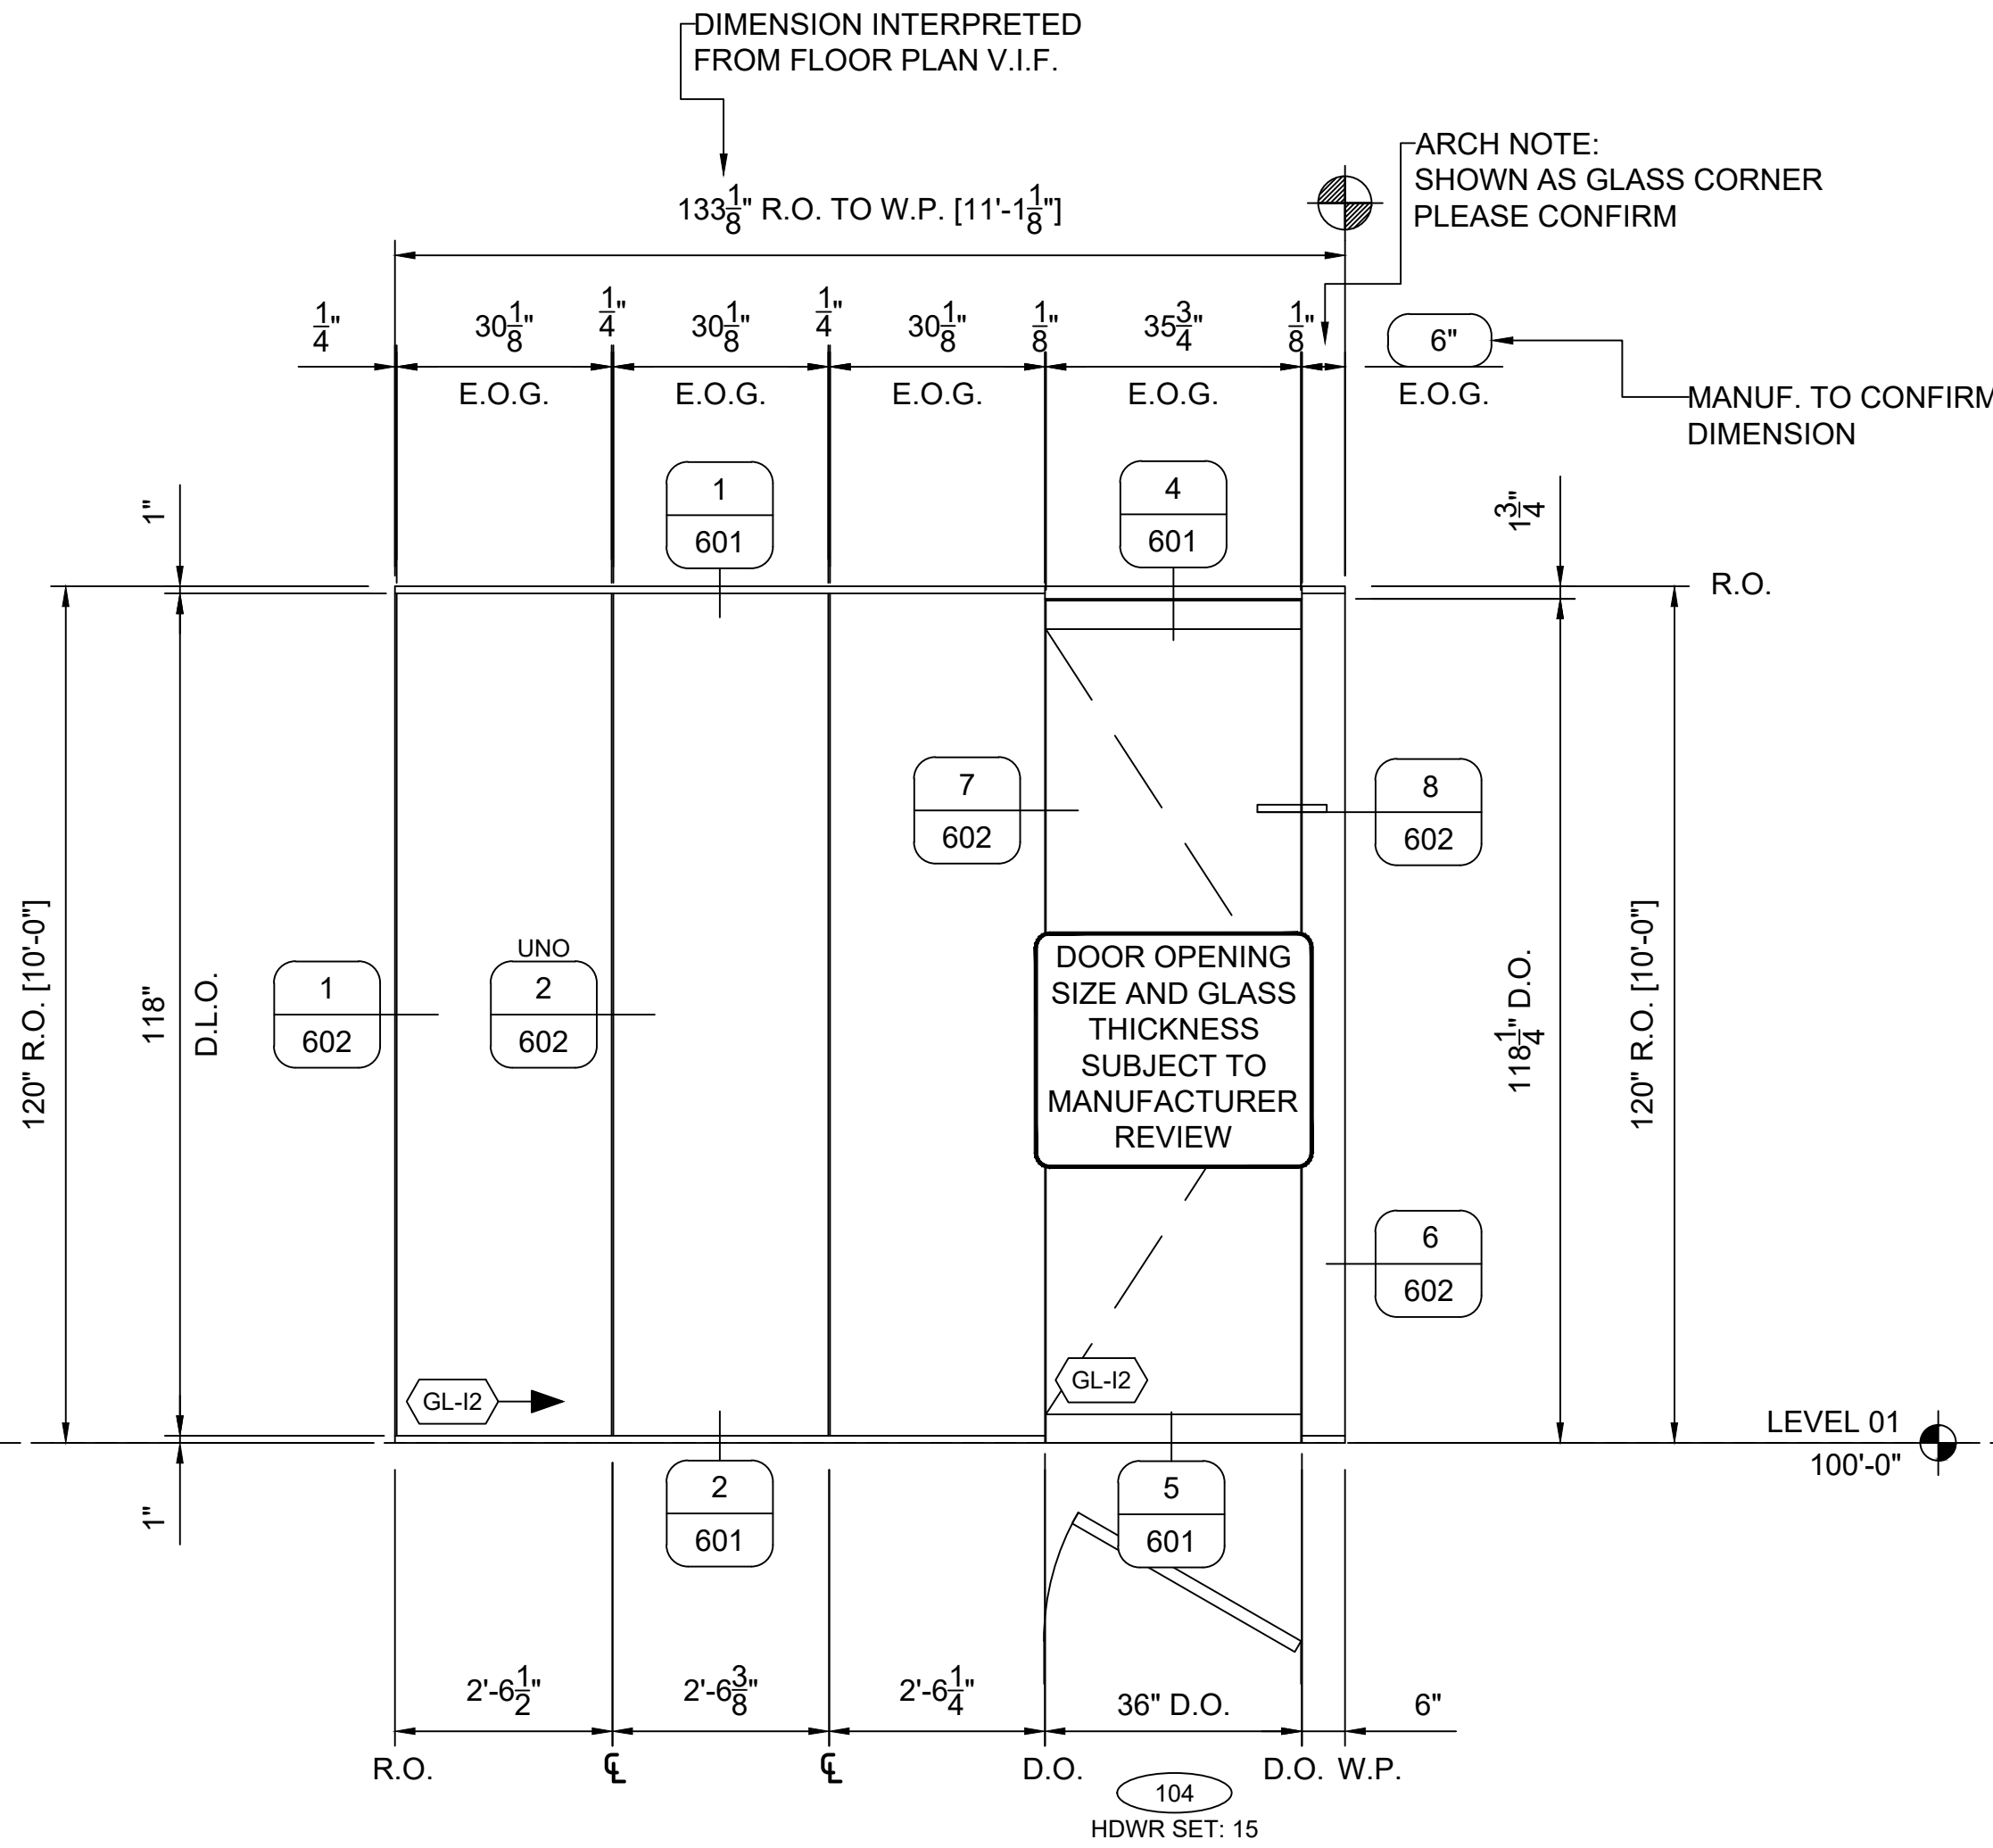 DIMENSION INTERPRETED
FROM FLOOR PLAN V.I.F.
ARCH NOTE:
SHOWN AS GLASS CORNER
PLEASE CONFIRM
133 1/8" R.O. TO W.P. [11'-1 1/8"]
1/4"
30 1/8"
1/4"
30 1/8"
1/4"
30 1/8"
1/8"
35 3/4"
1/8"
6"
E.O.G.
E.O.G.
E.O.G.
E.O.G.
E.O.G.
MANUF. TO CONFIRM
DIMENSION
1
601
4
601
1"
1 3/4"
R.O.
7
602
8
602
120" R.O. [10'-0"]
118"
D.L.O.
1
602
UNO
2
602
DOOR OPENING
SIZE AND GLASS
THICKNESS
SUBJECT TO
MANUFACTURER
REVIEW
118 1/4" D.O.
120" R.O. [10'-0"]
6
602
GL-I2
GL-I2
LEVEL 01
100'-0"
1"
2
601
5
601
2'-6 1/2"
2'-6 3/8"
2'-6 1/4"
36" D.O.
6"
R.O.
℄
℄
D.O.
D.O.
W.P.
104
HDWR SET: 15